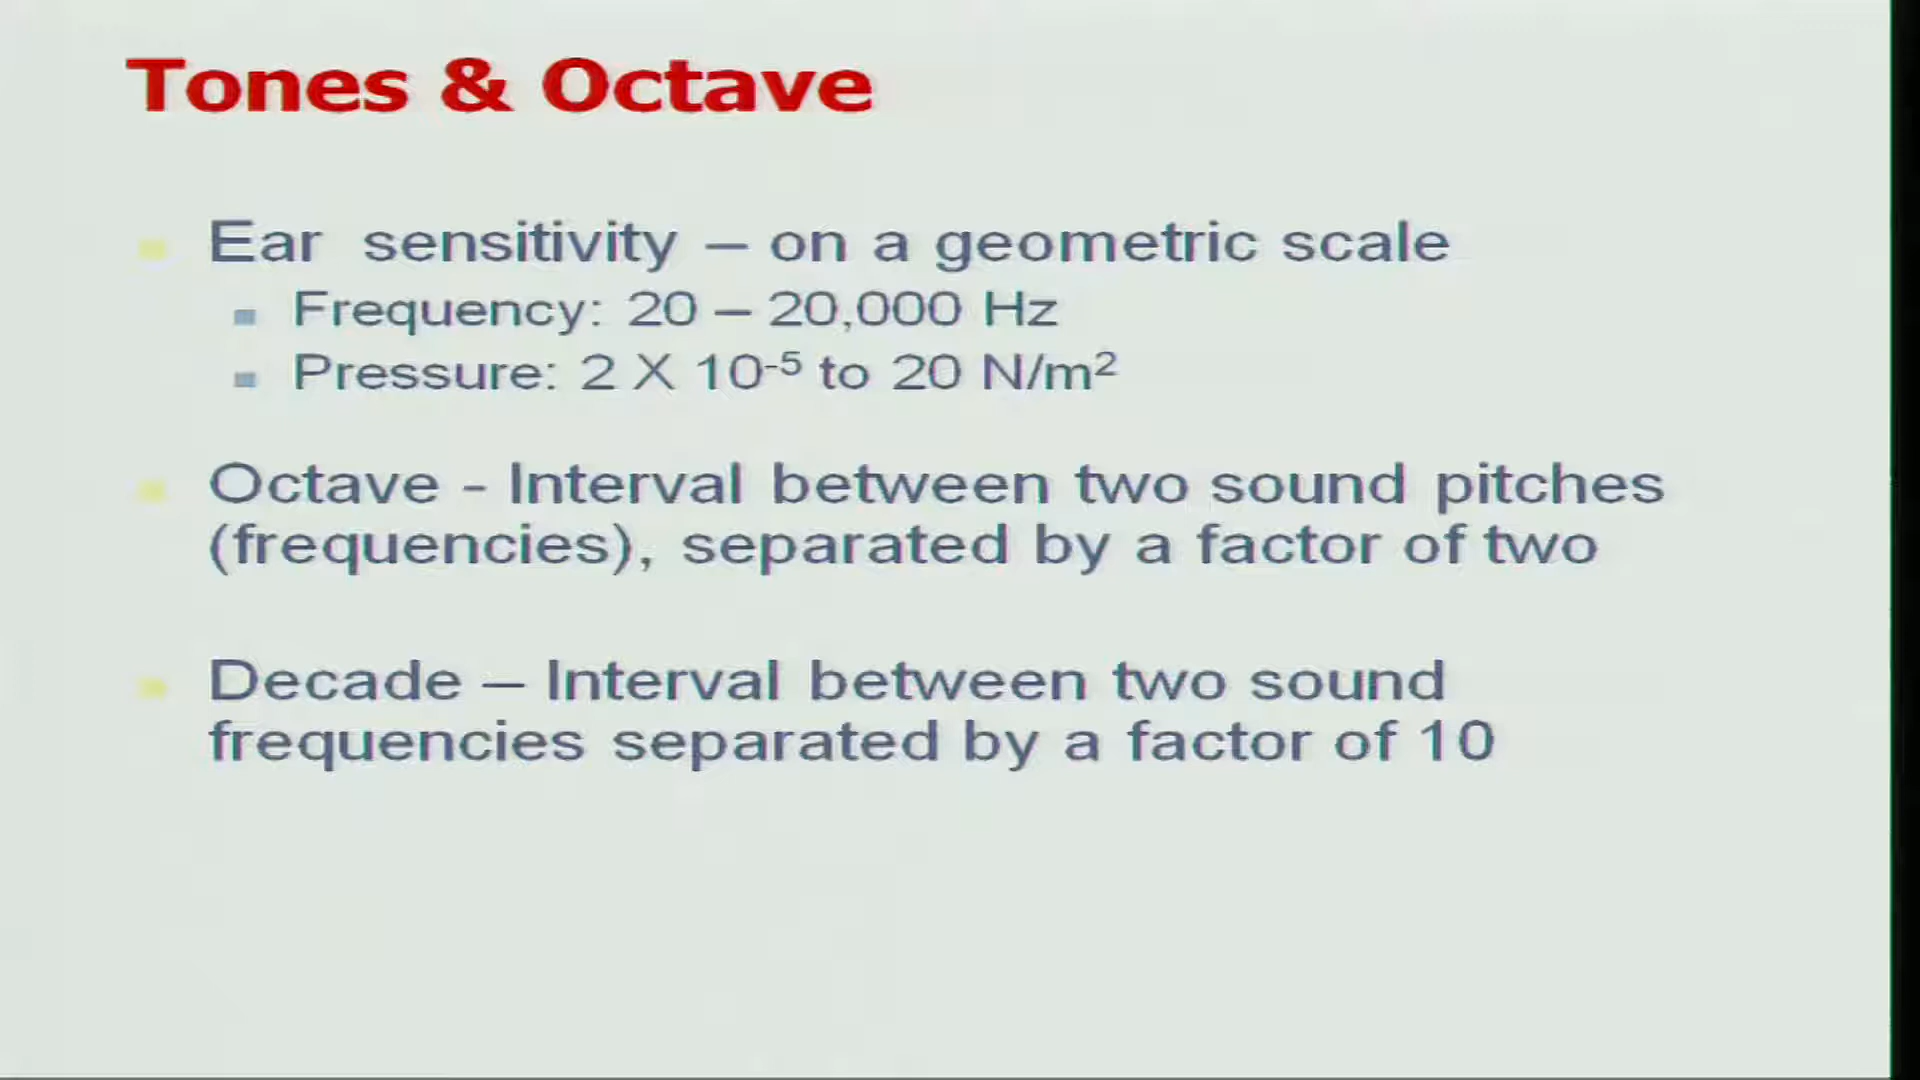 Tones & Octave
Ear sensitivity – on a geometric scale
Frequency: 20 – 20,000 Hz
Pressure: 2 X 10⁻⁵ to 20 N/m²
Octave - Interval between two sound pitches
(frequencies), separated by a factor of two
Decade – Interval between two sound
frequencies separated by a factor of 10